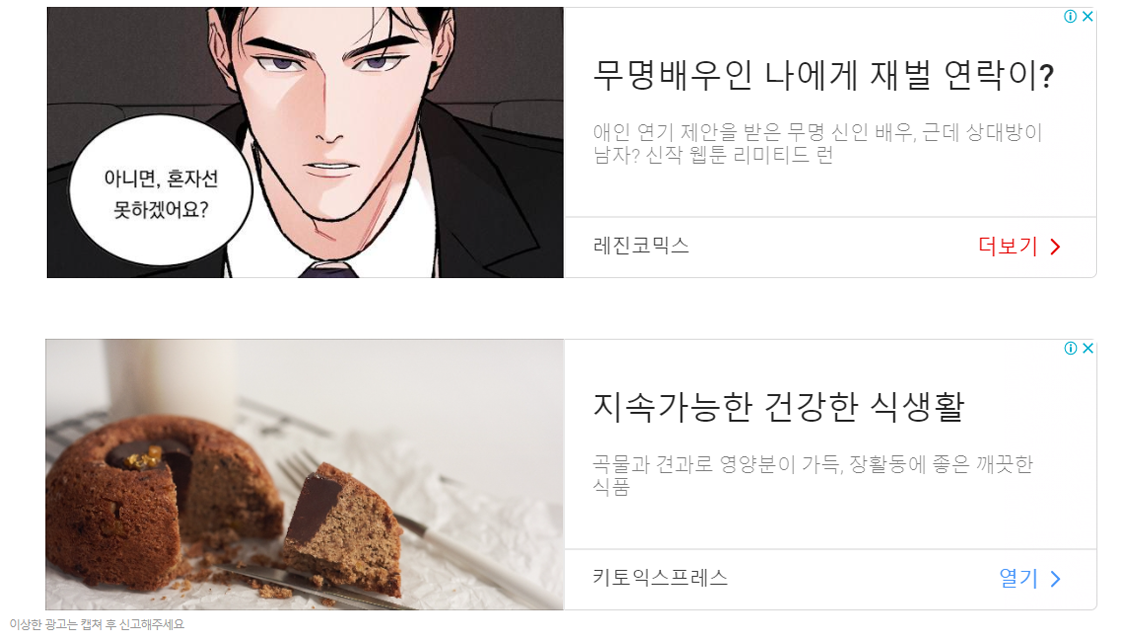 무명배우인 나에게 재벌 연락이?
애인 연기 제안을 받은 무명 신인 배우, 근데 상대방이
남자? 신작 웹툰 리미티드 런
아니면, 혼자선
못하겠어요?
레진코믹스
더보기
지속가능한 건강한 식생활
곡물과 견과로 영양분이 가득, 장활동에 좋은 깨끗한
식품
키토익스프레스
열기
이상한 광고는 캡쳐 후 신고해주세요